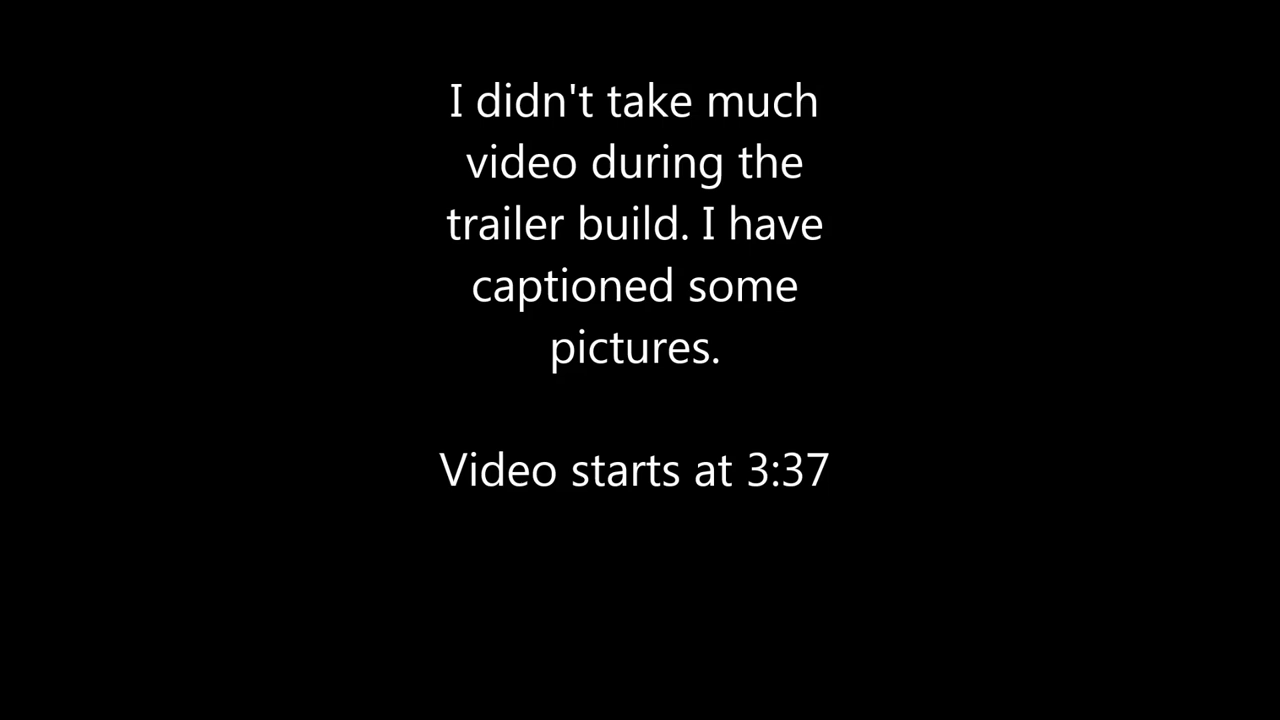 I didn't take much
video during the
trailer build. I have
captioned some
pictures.
Video starts at 3:37